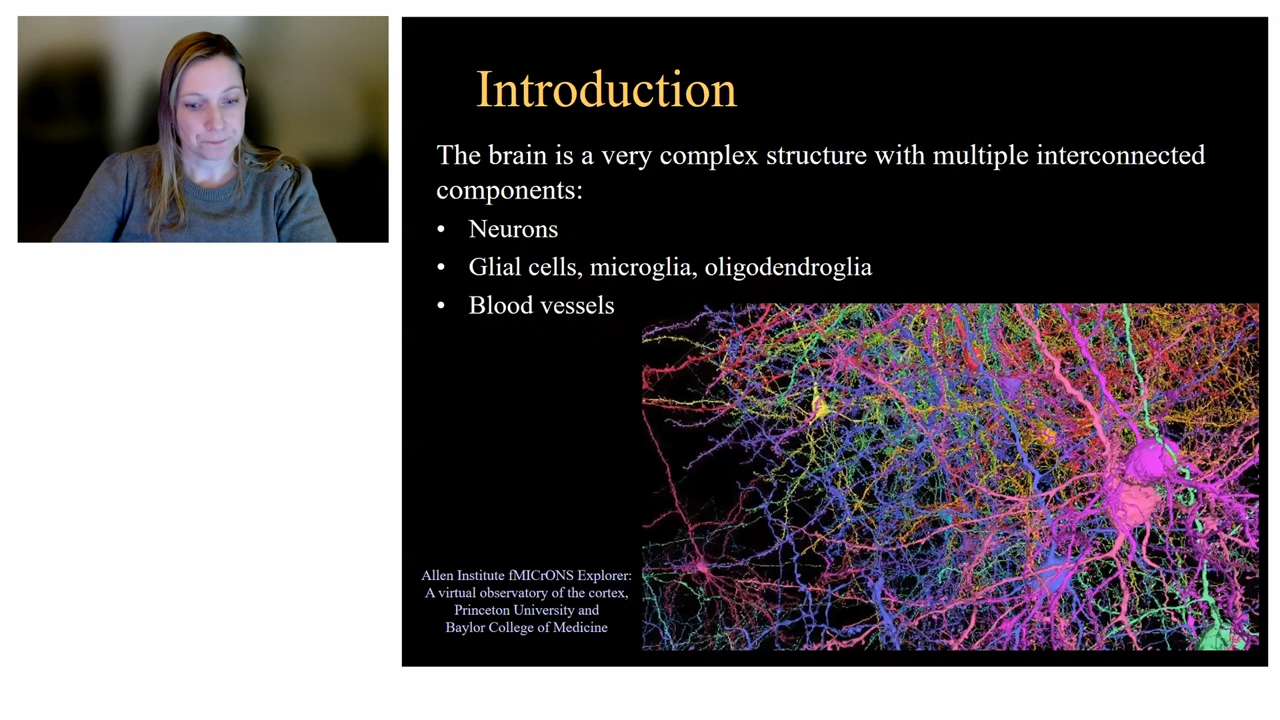 Introduction
The brain is a very complex structure with multiple interconnected
components:
• Neurons
• Glial cells, microglia, oligodendroglia
• Blood vessels
Allen Institute fMICrONS Explorer:
A virtual observatory of the cortex,
Princeton University and
Baylor College of Medicine